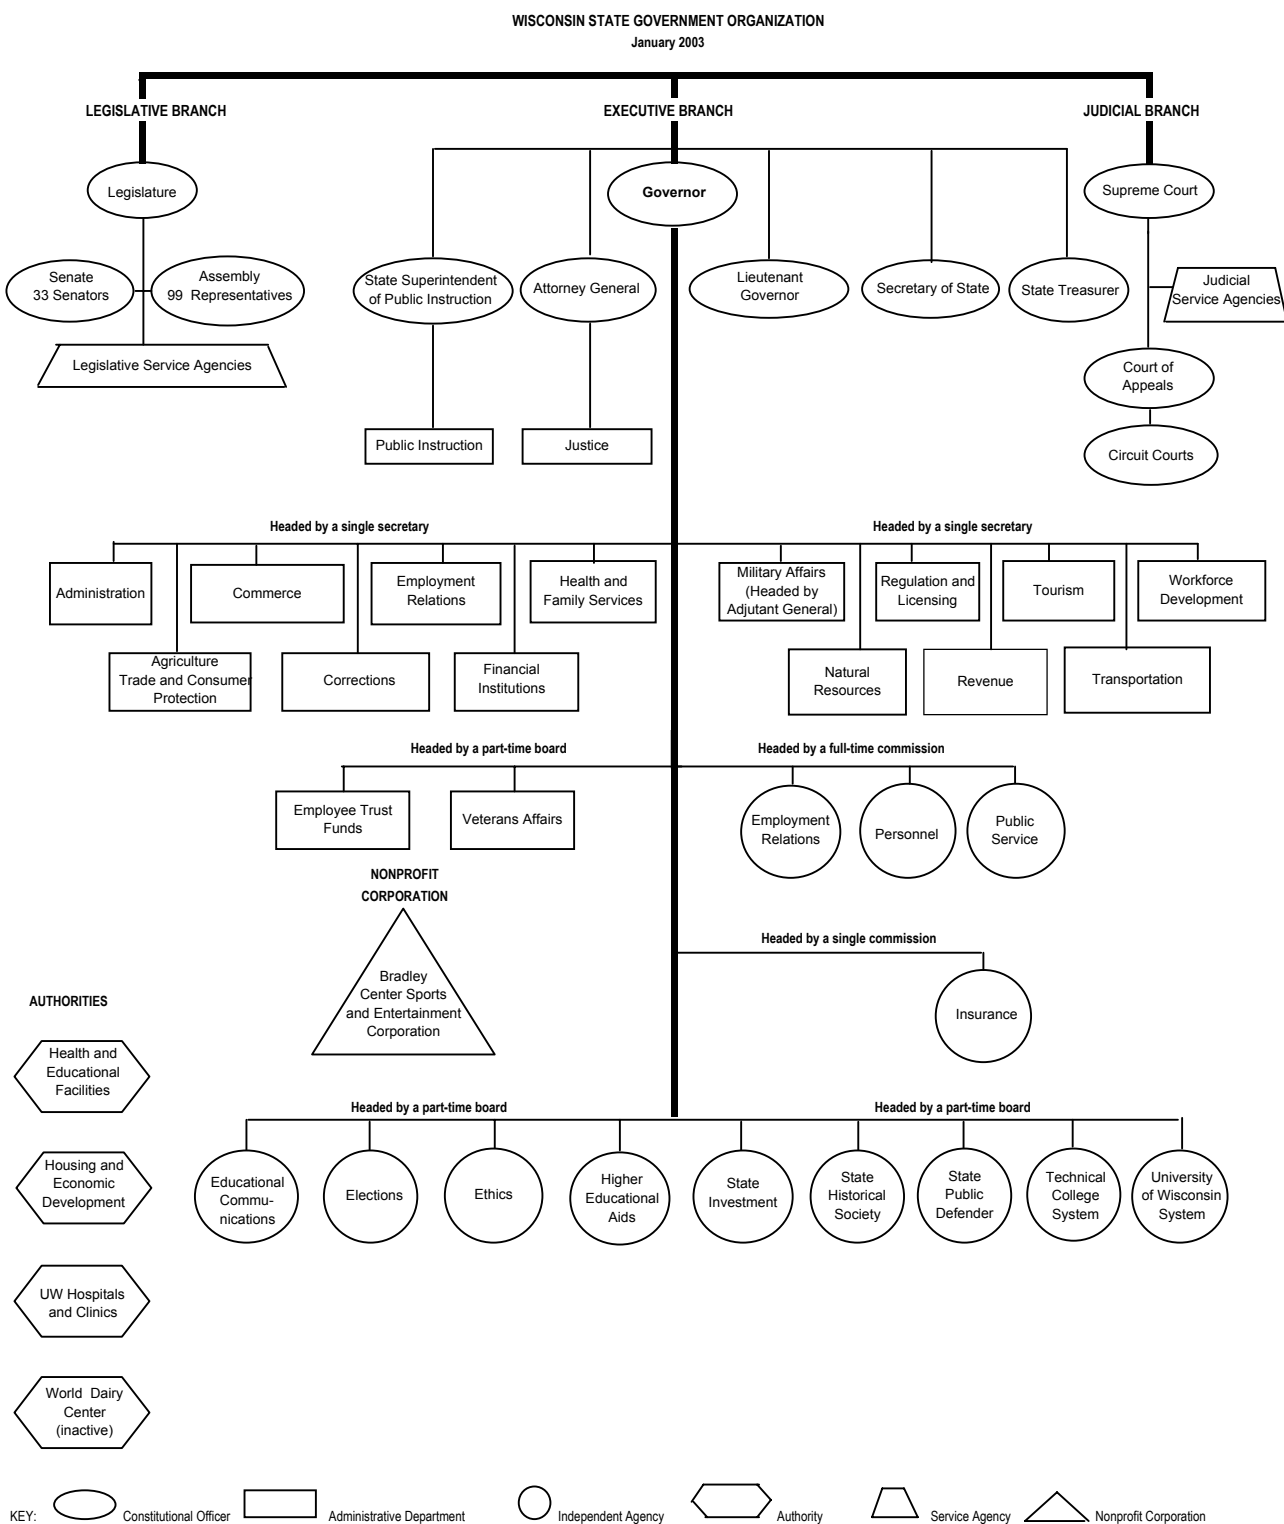 WISCONSIN STATE GOVERNMENT ORGANIZATION
January 2003
LEGISLATIVE BRANCH
EXECUTIVE BRANCH
JUDICIAL BRANCH
Legislature
Governor
Supreme Court
Senate
33 Senators
Assembly
99 Representatives
State Superintendent
of Public Instruction
Attorney General
Lieutenant
Governor
Secretary of State
State Treasurer
Judicial
Service Agencies
Legislative Service Agencies
Court of
Appeals
Public Instruction
Justice
Circuit Courts
Headed by a single secretary
Headed by a single secretary
Administration
Commerce
Employment
Relations
Health and
Family Services
Military Affairs
(Headed by
Adjutant General)
Regulation and
Licensing
Tourism
Workforce
Development
Agriculture
Trade and Consumer
Protection
Corrections
Financial
Institutions
Natural
Resources
Revenue
Transportation
Headed by a part-time board
Headed by a full-time commission
Employee Trust
Funds
Veterans Affairs
Employment
Relations
Personnel
Public
Service
NONPROFIT
CORPORATION
Bradley
Center Sports
and Entertainment
Corporation
Headed by a single commission
Insurance
AUTHORITIES
Health and
Educational
Facilities
Headed by a part-time board
Headed by a part-time board
Housing and
Economic
Development
Educational
Commu-
nications
Elections
Ethics
Higher
Educational
Aids
State
Investment
State
Historical
Society
State
Public
Defender
Technical
College
System
University
of Wisconsin
System
UW Hospitals
and Clinics
World Dairy
Center
(inactive)
KEY:
Constitutional Officer
Administrative Department
Independent Agency
Authority
Service Agency
Nonprofit Corporation